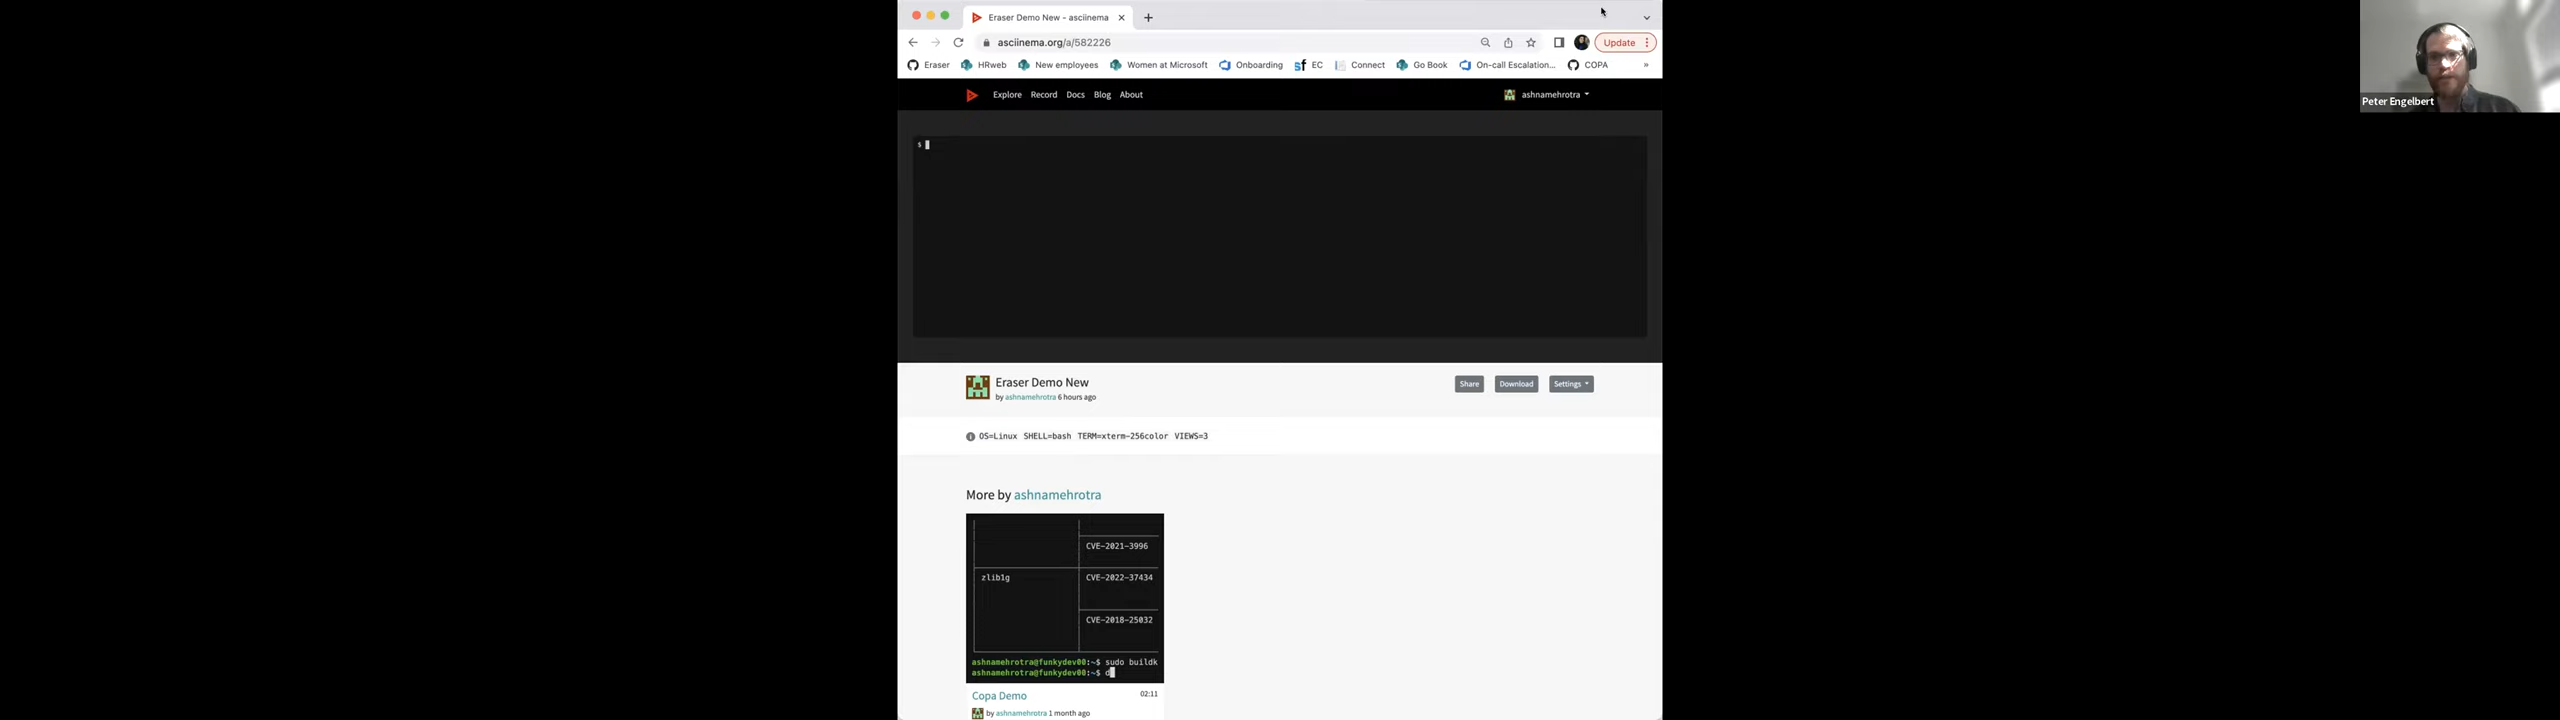 Eraser Demo New - asciinema
asciinema.org/a/582226
Update
Eraser HRweb New employees Women at Microsoft Onboarding EC Connect Go Book On-call Escalation... COPA »
Explore Record Docs Blog About ashnamehrotra
Peter Engelbert
$
Eraser Demo New
by ashnamehrotra 6 hours ago
Share Download Settings
OS=Linux SHELL=bash TERM=xterm-256color VIEWS=3
More by ashnamehrotra
CVE-2021-3996
zlib1g CVE-2022-37434
CVE-2018-25032
ashnamehrotra@funkydev00:~$ sudo buildk
ashnamehrotra@funkydev00:~$ d
Copa Demo 02:11
by ashnamehrotra 1 month ago